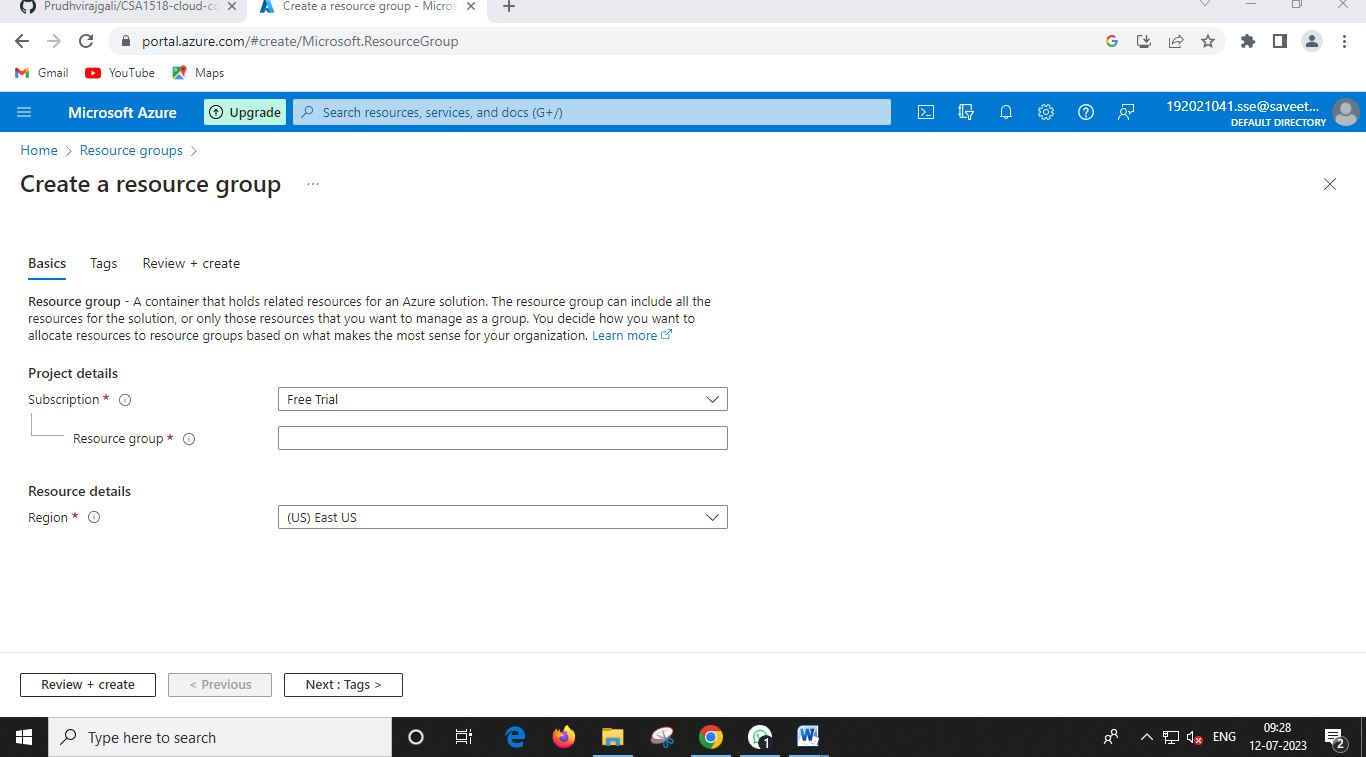 Prudhvirajgali/CSA1518-cloud-cc
Create a resource group - Micros
portal.azure.com/#create/Microsoft.ResourceGroup
Gmail YouTube Maps
Microsoft Azure Upgrade Search resources, services, and docs (G+/) 192021041.sse@saveet...
DEFAULT DIRECTORY
Home > Resource groups >
Create a resource group ...
Basics Tags Review + create
Resource group - A container that holds related resources for an Azure solution. The resource group can include all the
resources for the solution, or only those resources that you want to manage as a group. You decide how you want to
allocate resources to resource groups based on what makes the most sense for your organization. Learn more
Project details
Subscription * Free Trial
Resource group *
Resource details
Region * (US) East US
Review + create < Previous Next : Tags >
Type here to search 1 ENG 09:28
12-07-2023 2